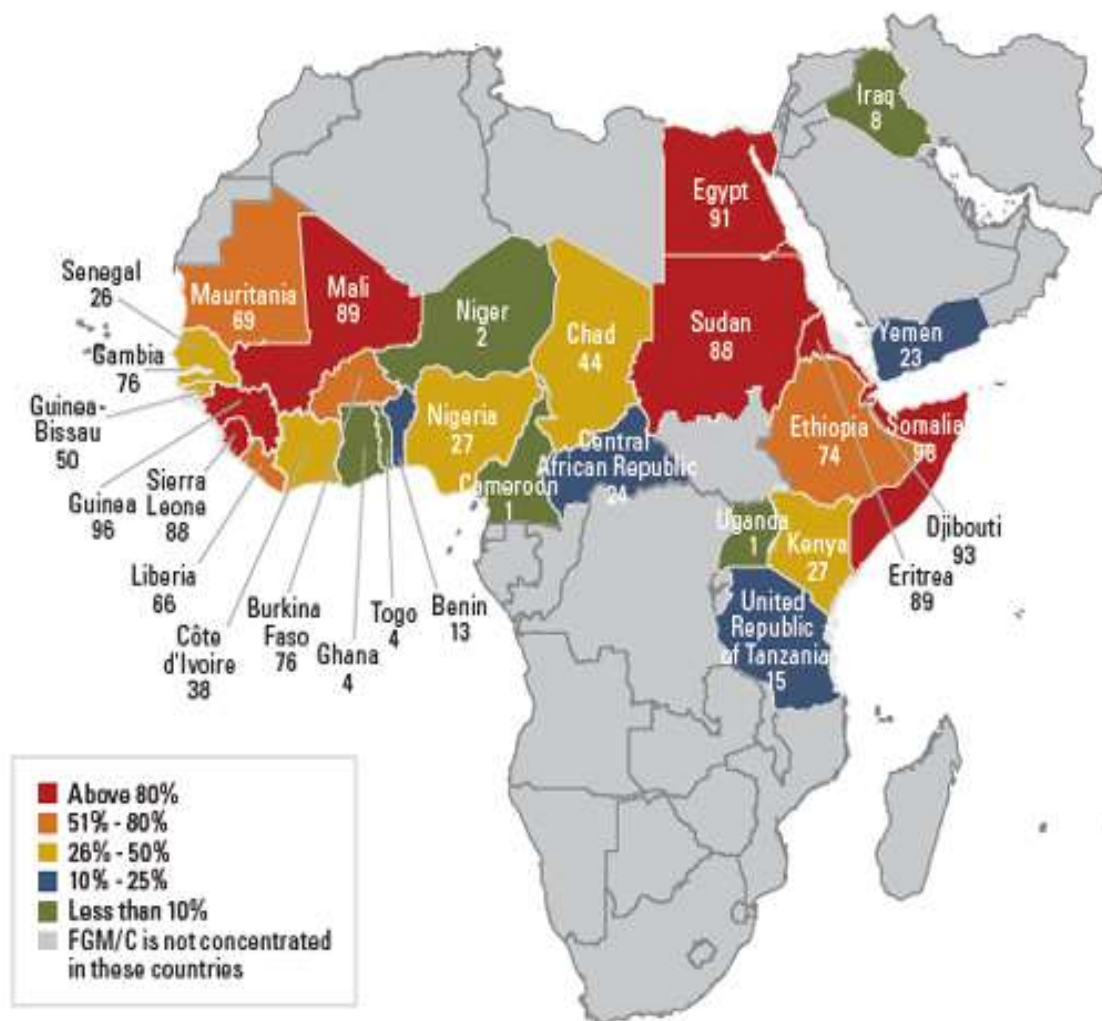 Iraq
8
Egypt
91
Senegal
26
Mauritania
69
Mali
89
Niger
2
Chad
44
Sudan
88
Yemen
23
Gambia
76
Guinea-
Bissau
50
Nigeria
27
Ethiopia
74
Somalia
98
Central
African Republic
24
Cameroon
1
Guinea
96
Sierra
Leone
88
Uganda
1
Kenya
27
Djibouti
93
Eritrea
89
Liberia
66
Côte
d'Ivoire
38
Burkina
Faso
76
Ghana
4
Togo
4
Benin
13
United
Republic
of Tanzania
15
Above 80%
51% - 80%
26% - 50%
10% - 25%
Less than 10%
FGM/C is not concentrated
in these countries